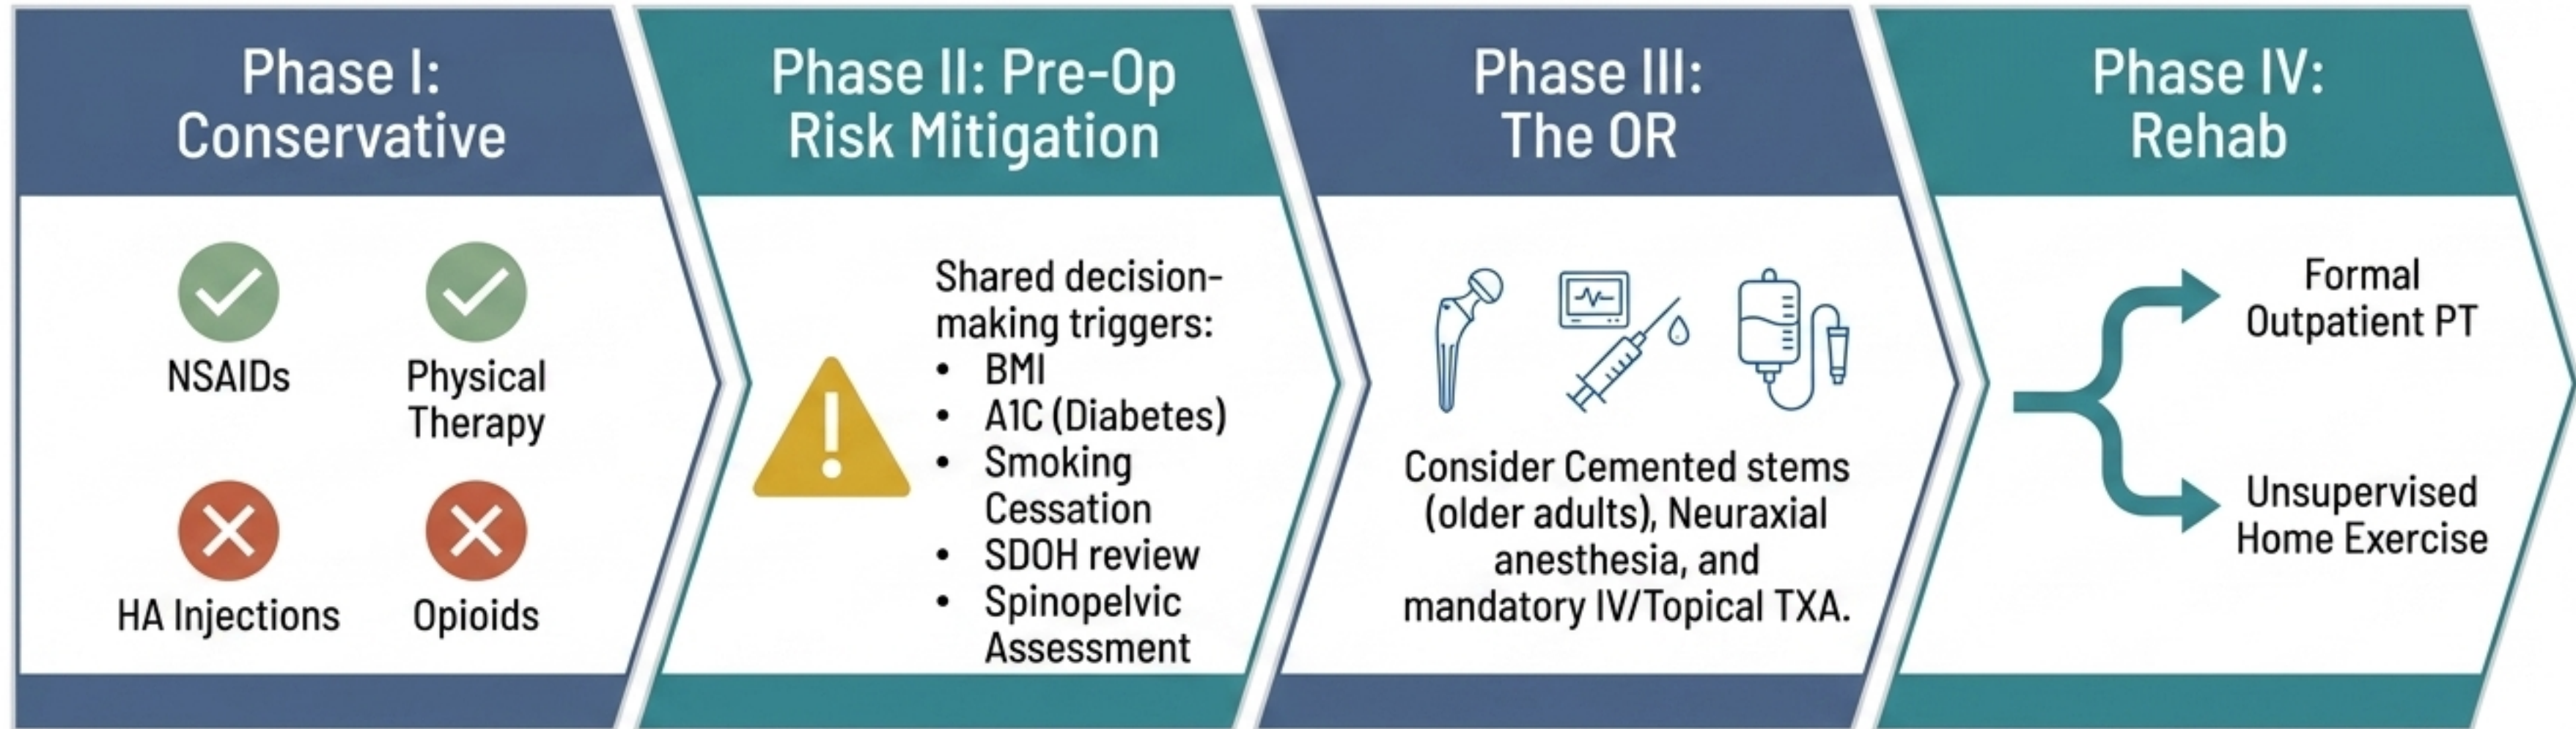 Phase I:
Conservative
NSAIDs
Physical
Therapy
HA Injections
Opioids
Phase II: Pre-Op
Risk Mitigation
Shared decision-
making triggers:
• BMI
• A1C (Diabetes)
• Smoking
Cessation
• SDOH review
• Spinopelvic
Assessment
Phase III:
The OR
Consider Cemented stems
(older adults), Neuraxial
anesthesia, and
mandatory IV/Topical TXA.
Phase IV:
Rehab
Formal
Outpatient PT
Unsupervised
Home Exercise